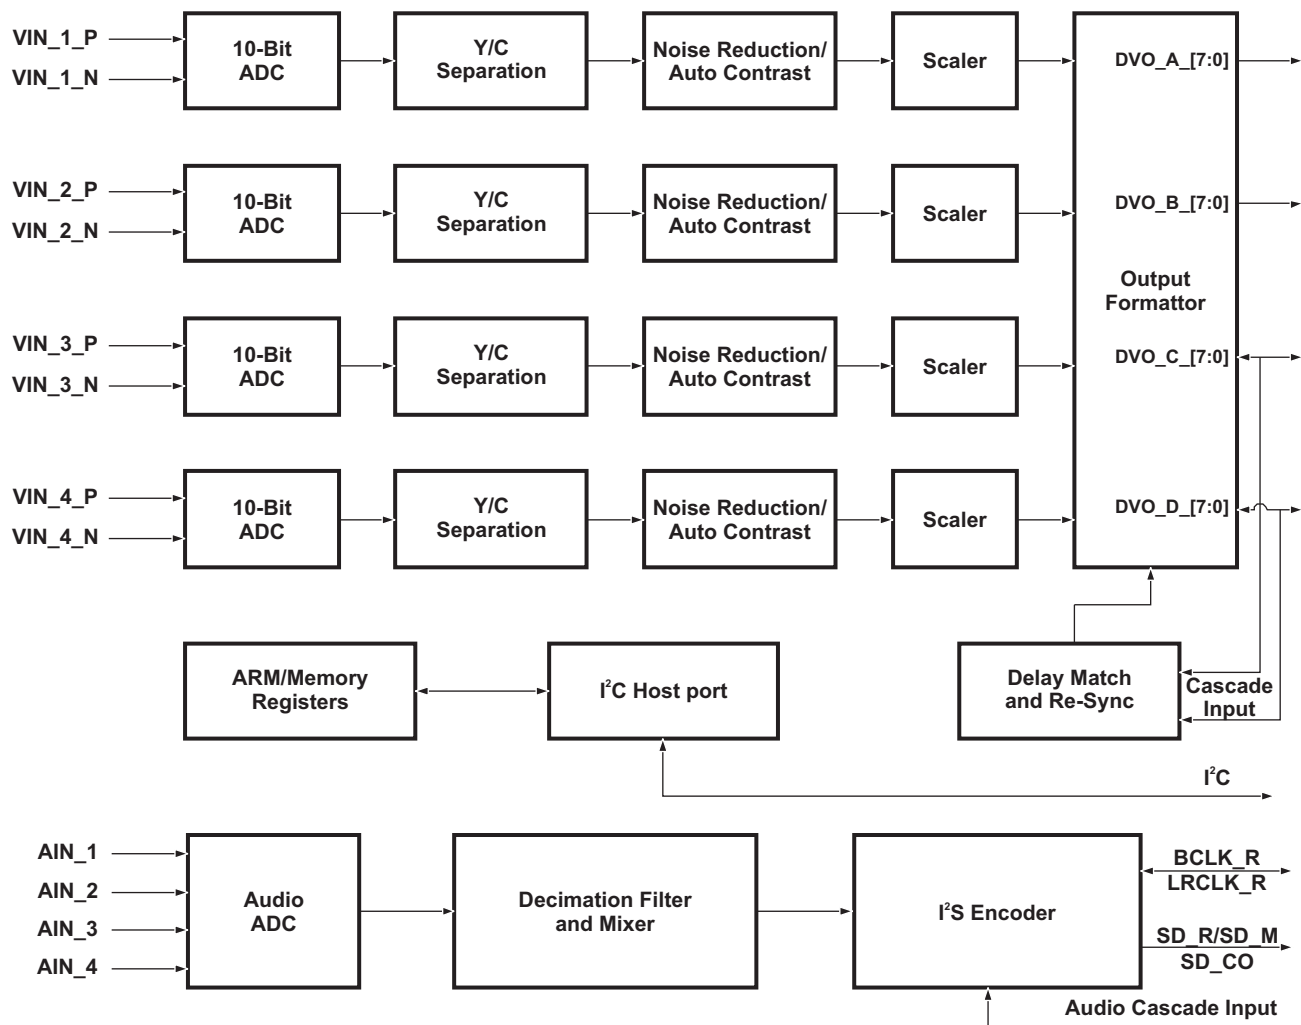 VIN_1_P
VIN_1_N
10-Bit
ADC
Y/C
Separation
Noise Reduction/
Auto Contrast
Scaler
DVO_A_[7:0]
VIN_2_P
VIN_2_N
10-Bit
ADC
Y/C
Separation
Noise Reduction/
Auto Contrast
Scaler
DVO_B_[7:0]
Output
Formattor
VIN_3_P
VIN_3_N
10-Bit
ADC
Y/C
Separation
Noise Reduction/
Auto Contrast
Scaler
DVO_C_[7:0]
VIN_4_P
VIN_4_N
10-Bit
ADC
Y/C
Separation
Noise Reduction/
Auto Contrast
Scaler
DVO_D_[7:0]
ARM/Memory
Registers
I²C Host port
Delay Match
and Re-Sync
Cascade
Input
I²C
AIN_1
AIN_2
AIN_3
AIN_4
Audio
ADC
Decimation Filter
and Mixer
I²S Encoder
BCLK_R
LRCLK_R
SD_R/SD_M
SD_CO
Audio Cascade Input